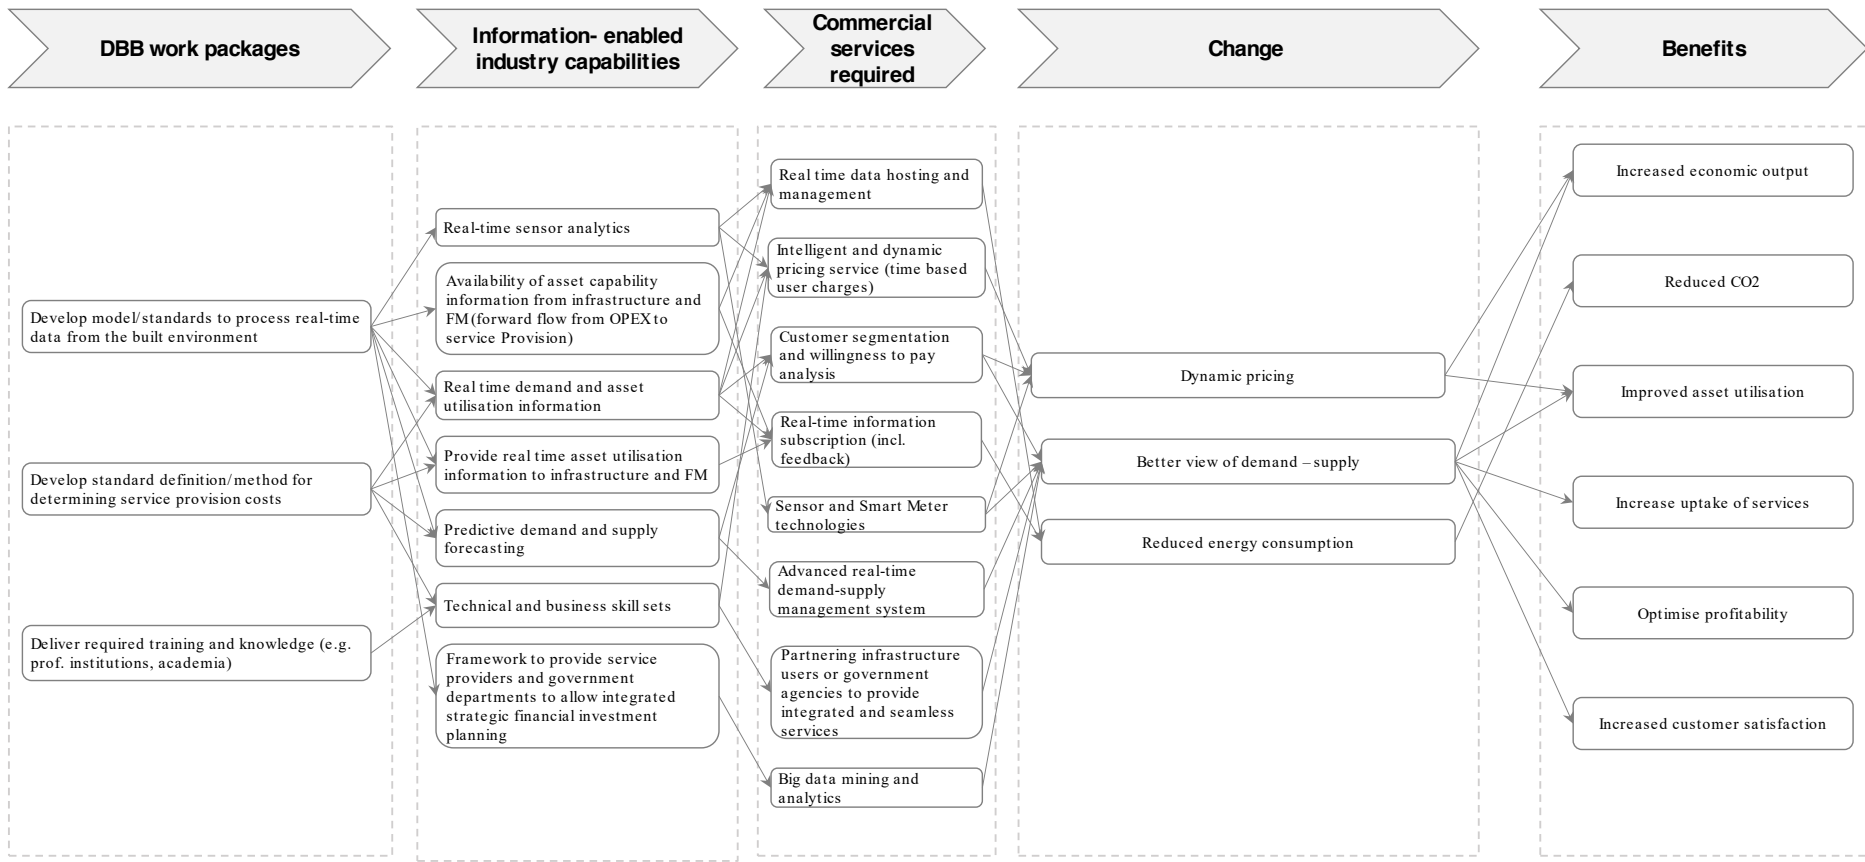 DBB work packages
Information- enabled
industry capabilities
Commercial
services
required
Change
Benefits
Develop model/standards to process real-time
data from the built environment
Develop standard definition/method for
determining service provision costs
Deliver required training and knowledge (e.g.
prof. institutions, academia)
Real-time sensor analytics
Availability of asset capability
information from infrastructure and
FM(forward flow from OPEX to
service Provision)
Real time demand and asset
utilisation information
Provide real time asset utilisation
information to infrastructure and FM
Predictive demand and supply
forecasting
Technical and business skill sets
Framework to provide service
providers and government
departments to allow integrated
strategic financial investment
planning
Real time data hosting and
management
Intelligent and dynamic
pricing service (time based
user charges)
Customer segmentation
and willingness to pay
analysis
Real-time information
subscription (incl.
feedback)
Sensor and Smart Meter
technologies
Advanced real-time
demand-supply
management system
Partnering infrastructure
users or government
agencies to provide
integrated and seamless
services
Big data mining and
analytics
Dynamic pricing
Better view of demand – supply
Reduced energy consumption
Increased economic output
Reduced CO2
Improved asset utilisation
Increase uptake of services
Optimise profitability
Increased customer satisfaction